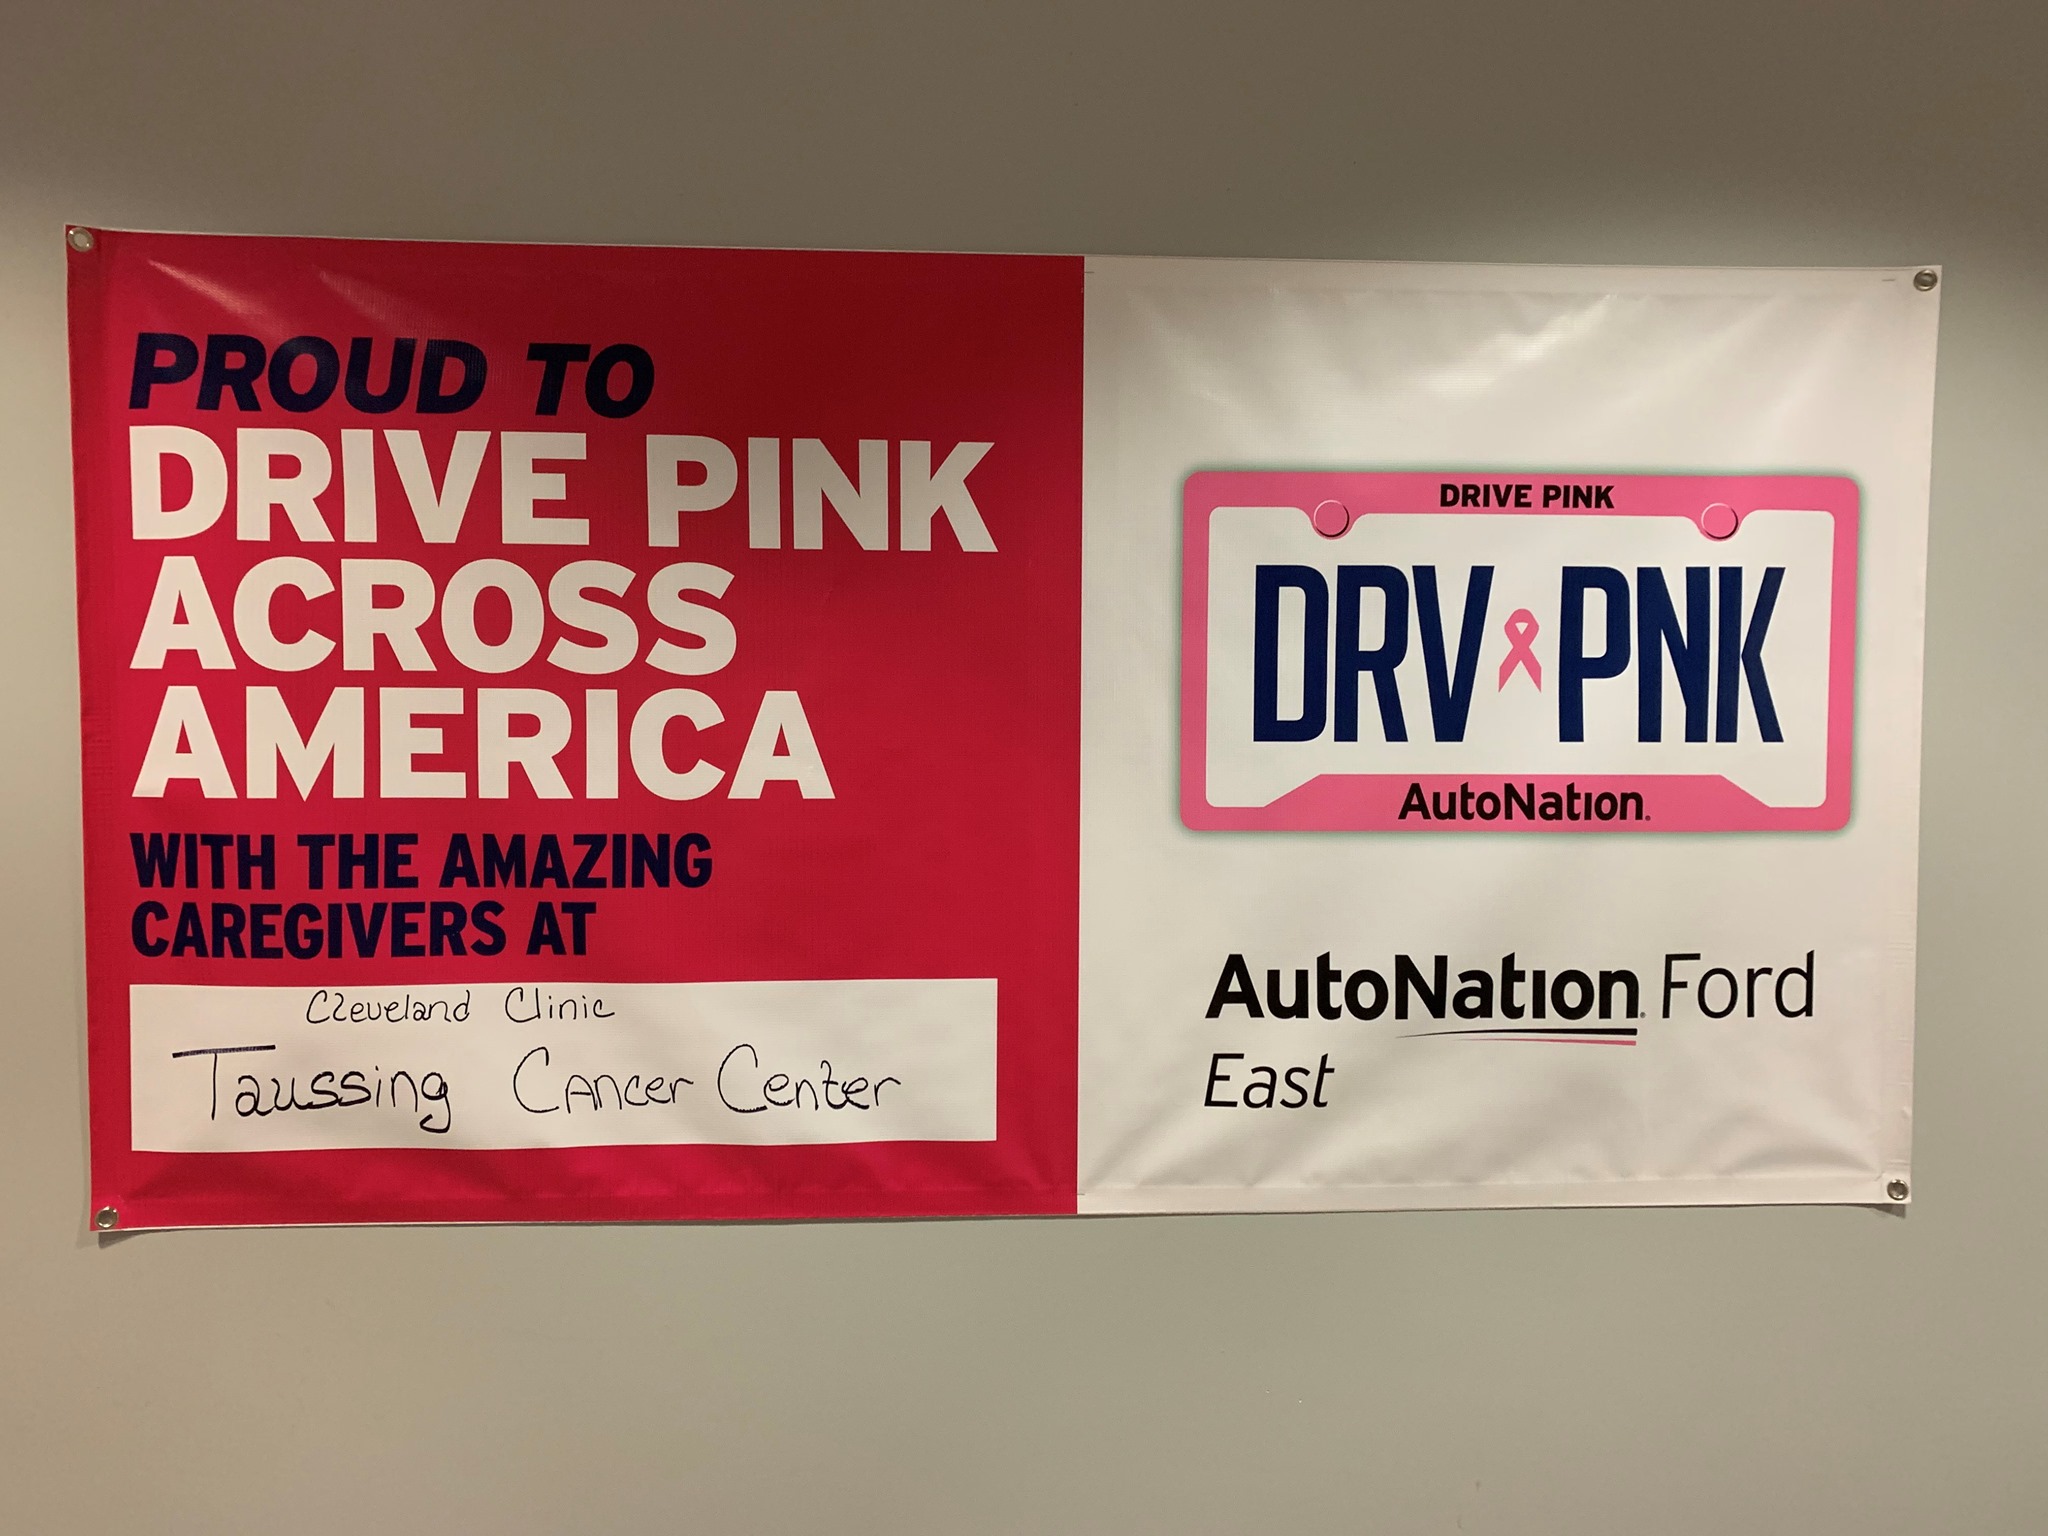 PROUD TO
DRIVE PINK
ACROSS
AMERICA
WITH THE AMAZING
CAREGIVERS AT
Cleveland Clinic
Taussing Cancer Center
DRIVE PINK
DRV PNK
AutoNation.
AutoNation Ford
East